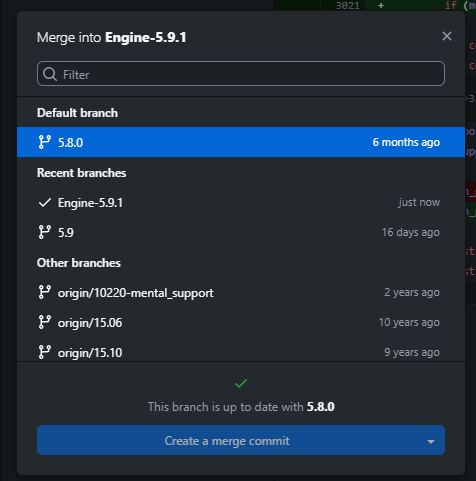 3021 + if (m
Merge into Engine-5.9.1
Filter
Default branch
5.8.0 6 months ago
Recent branches
Engine-5.9.1 just now
5.9 16 days ago
Other branches
origin/10220-mental_support 2 years ago
origin/15.06 10 years ago
origin/15.10 9 years ago
This branch is up to date with 5.8.0
Create a merge commit